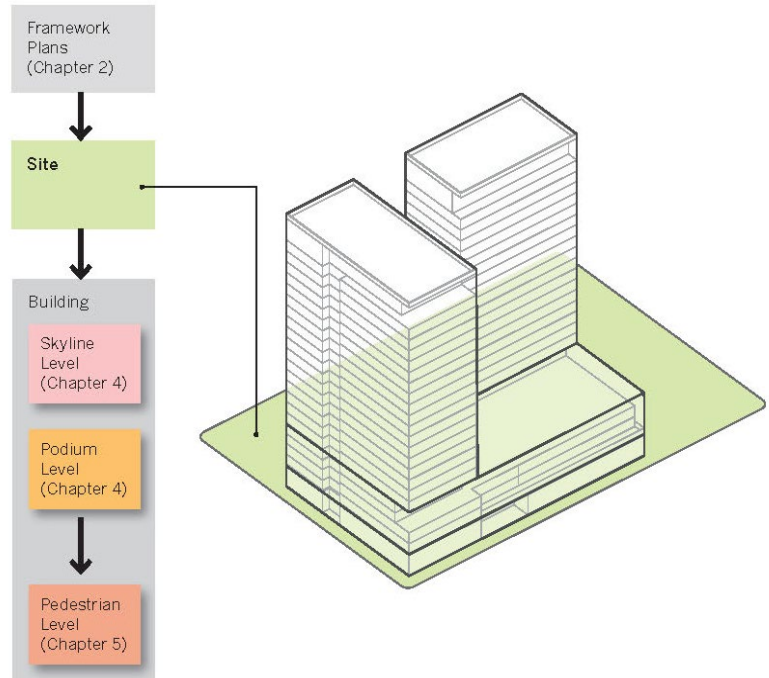 Framework
Plans
(Chapter 2)
Site
Building
Skyline
Level
(Chapter 4)
Podium
Level
(Chapter 4)
Pedestrian
Level
(Chapter 5)